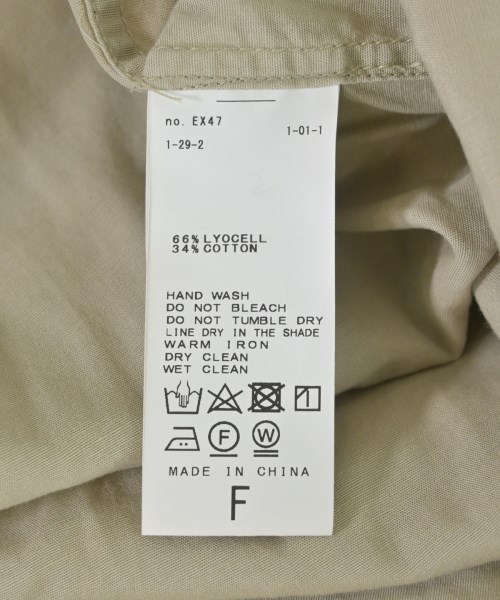 no. EX47
1-29-2 1-01-1
66% LYOCELL
34% COTTON
HAND WASH
DO NOT BLEACH
DO NOT TUMBLE DRY
LINE DRY IN THE SHADE
WARM IRON
DRY CLEAN
WET CLEAN
F W
MADE IN CHINA
F